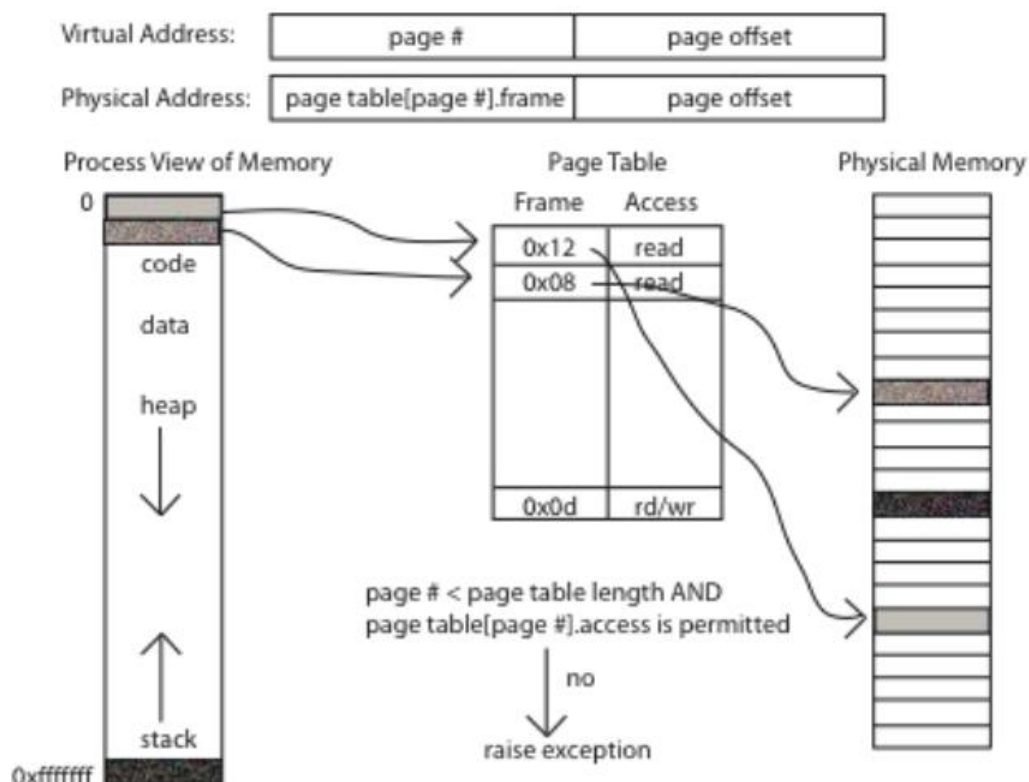 Virtual Address: page # page offset
Physical Address: page table[page #].frame page offset
Process View of Memory Page Table Physical Memory
0 Frame Access
0x12 read
code 0x08 read
data
heap
0x0d rd/wr
page # < page table length AND
page table[page #].access is permitted
no
stack raise exception
0xfffffff